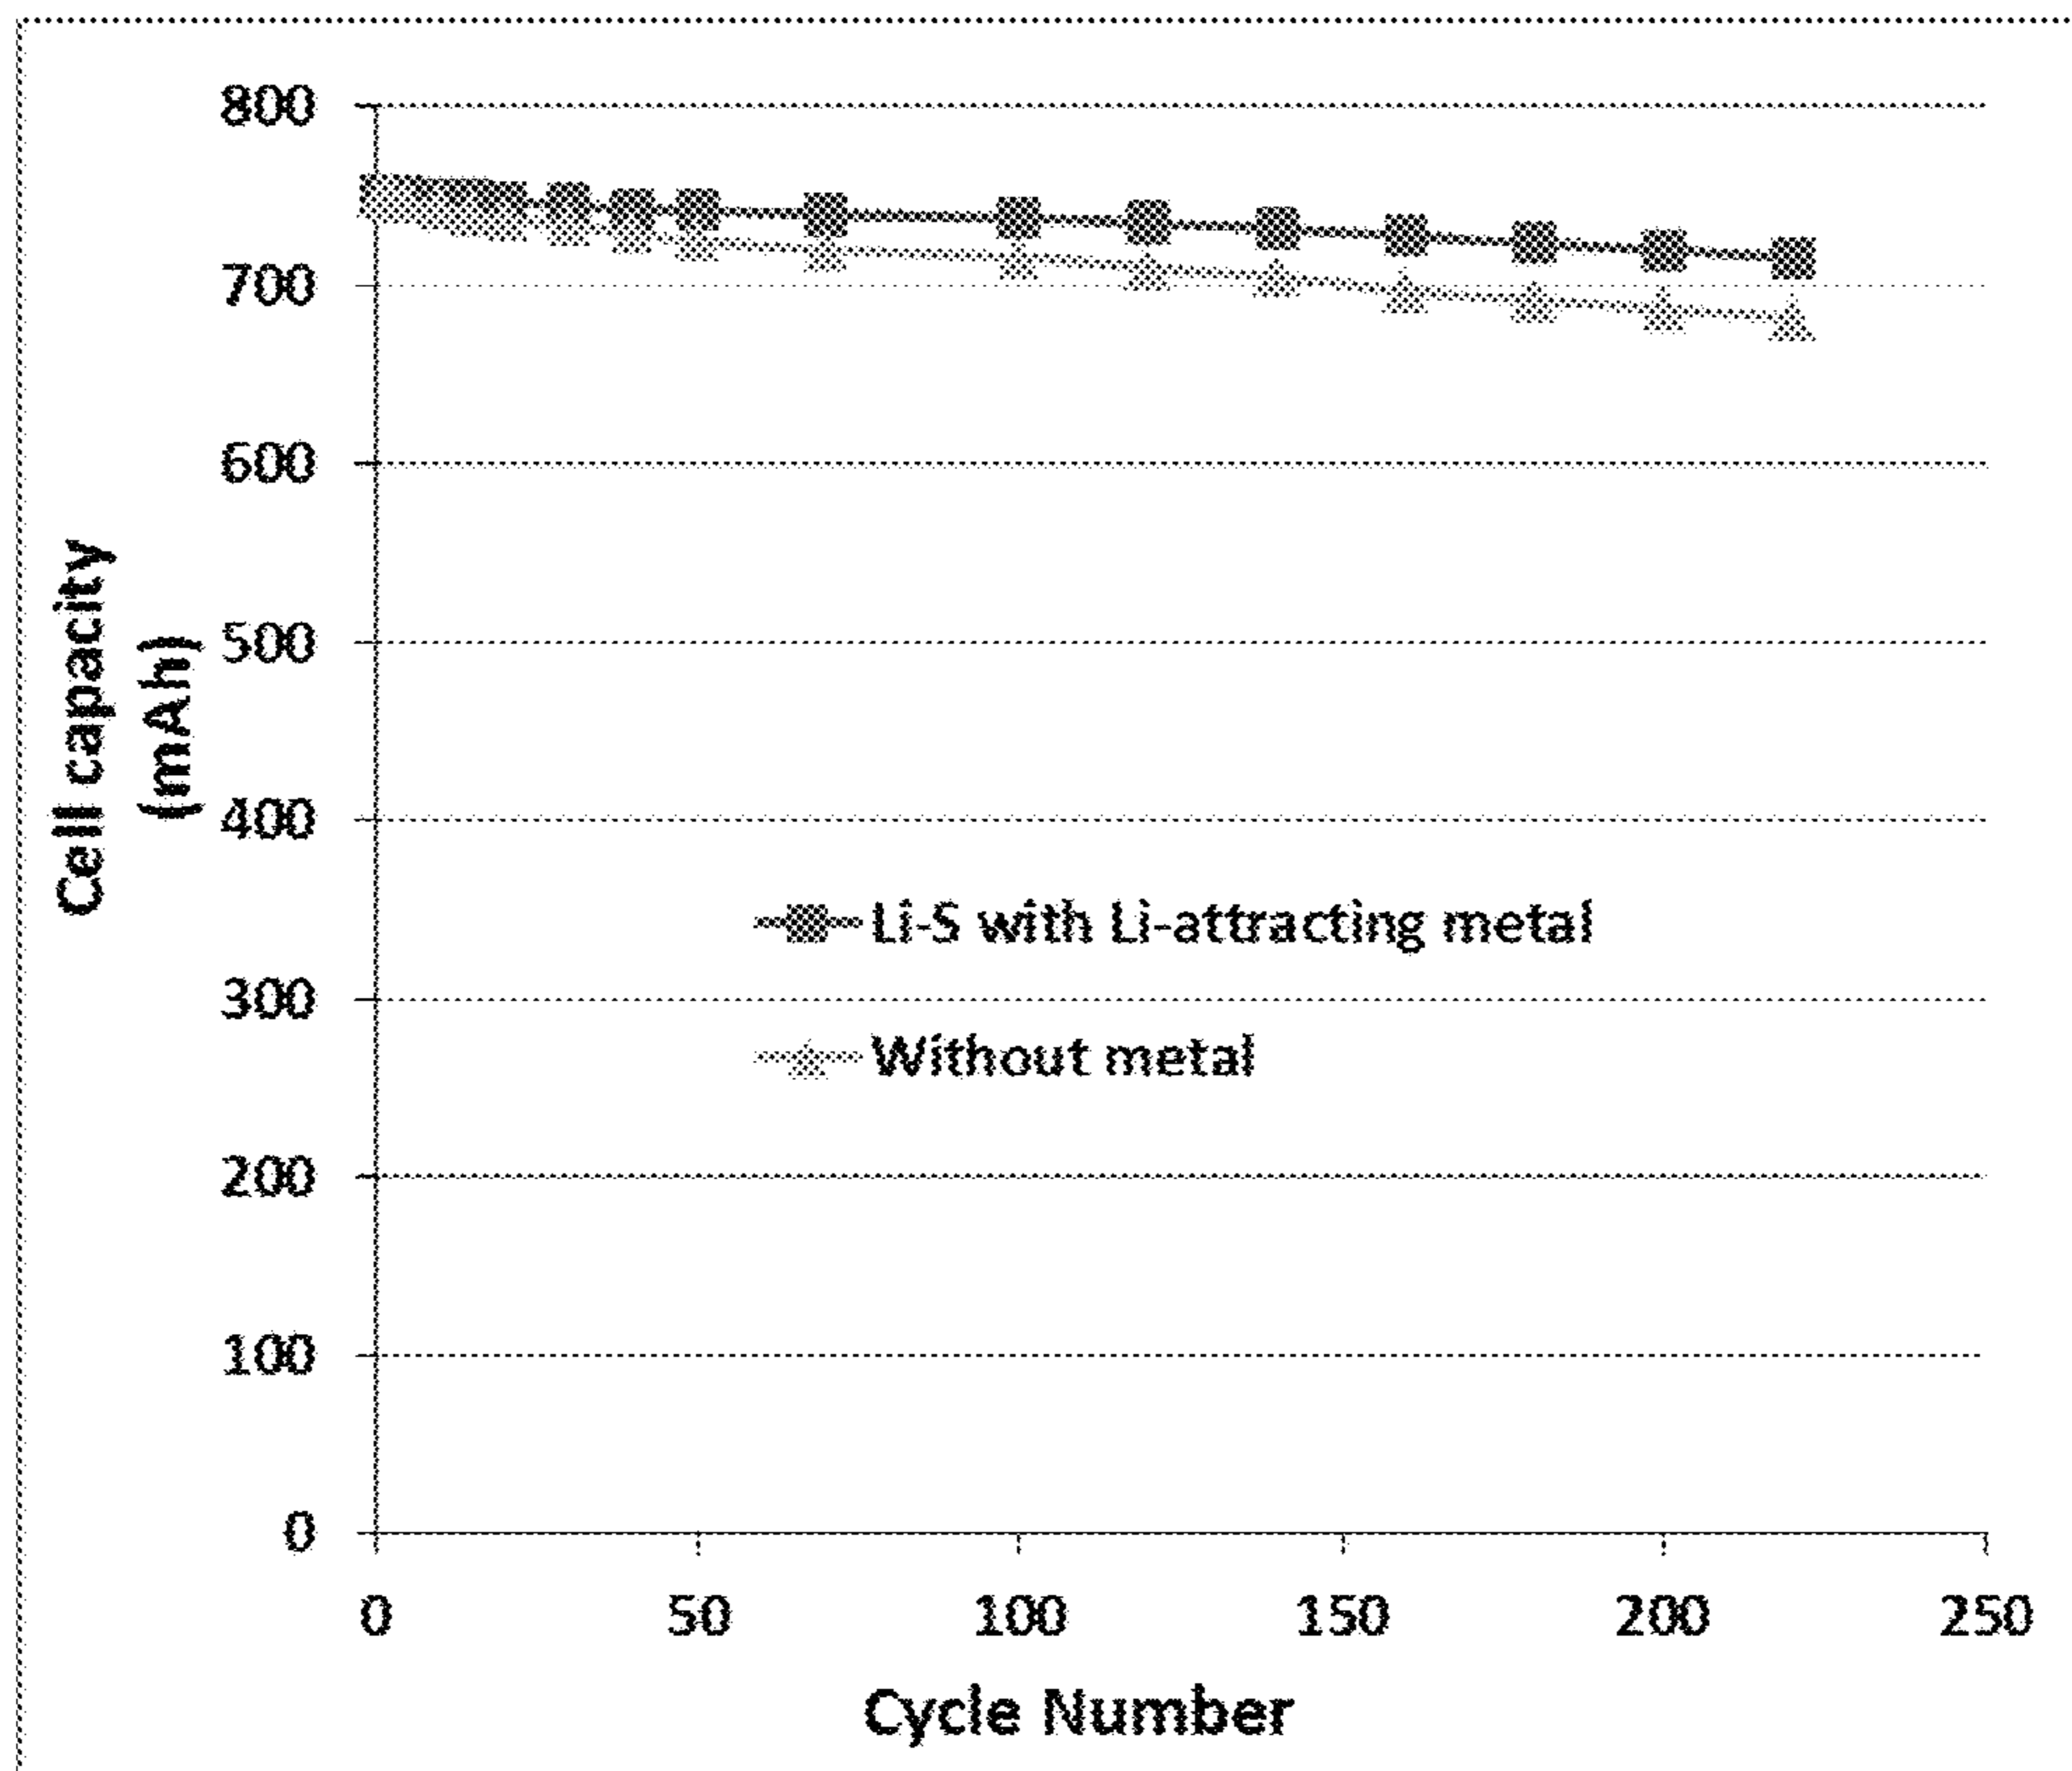 800
700
600
500
400
300
200
100
0
Cell capacity
(mAh)
Li-S with Li-attracting metal
Without metal
0 50 100 150 200 250
Cycle Number